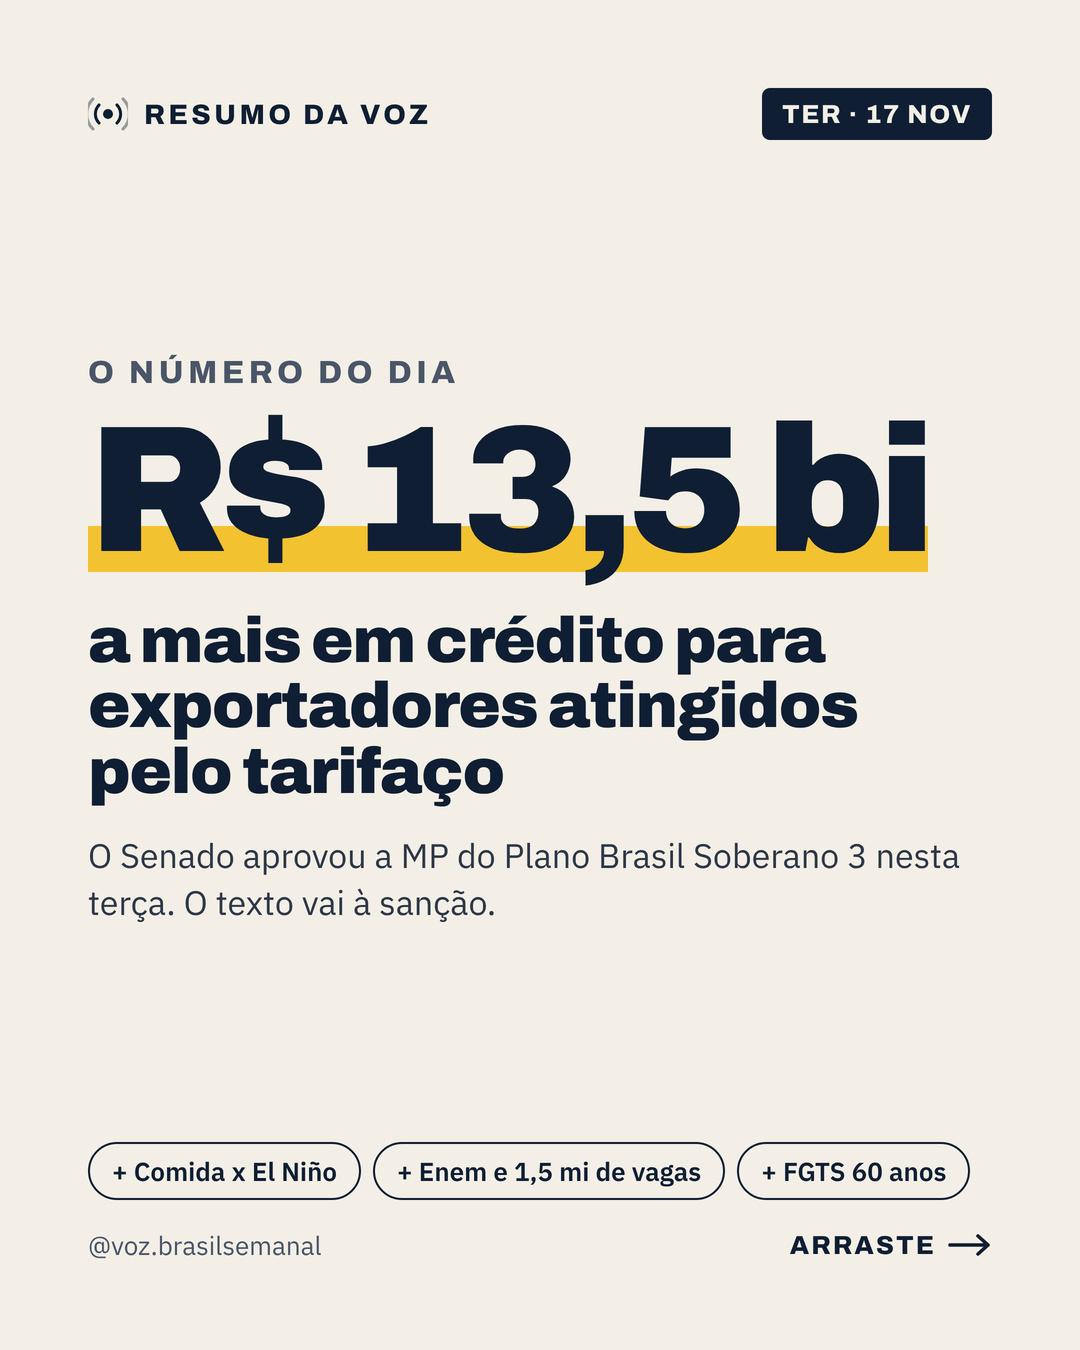 RESUMO DA VOZ
TER · 17 NOV
O NÚMERO DO DIA
R$ 13,5 bi
a mais em crédito para
exportadores atingidos
pelo tarifaço
O Senado aprovou a MP do Plano Brasil Soberano 3 nesta
terça. O texto vai à sanção.
+ Comida x El Niño
+ Enem e 1,5 mi de vagas
+ FGTS 60 anos
@voz.brasilsemanal
ARRASTE →